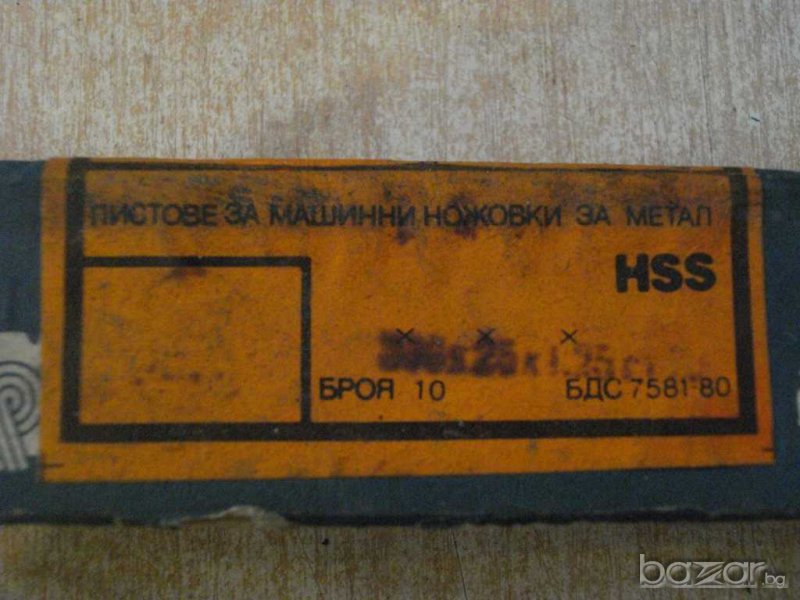 ЛИСТОВЕ ЗА МАШИННИ НОЖОВКИ ЗА МЕТАЛ
HSS
× × ×
БРОЯ 10 БДС 7581-80
bazar.bg